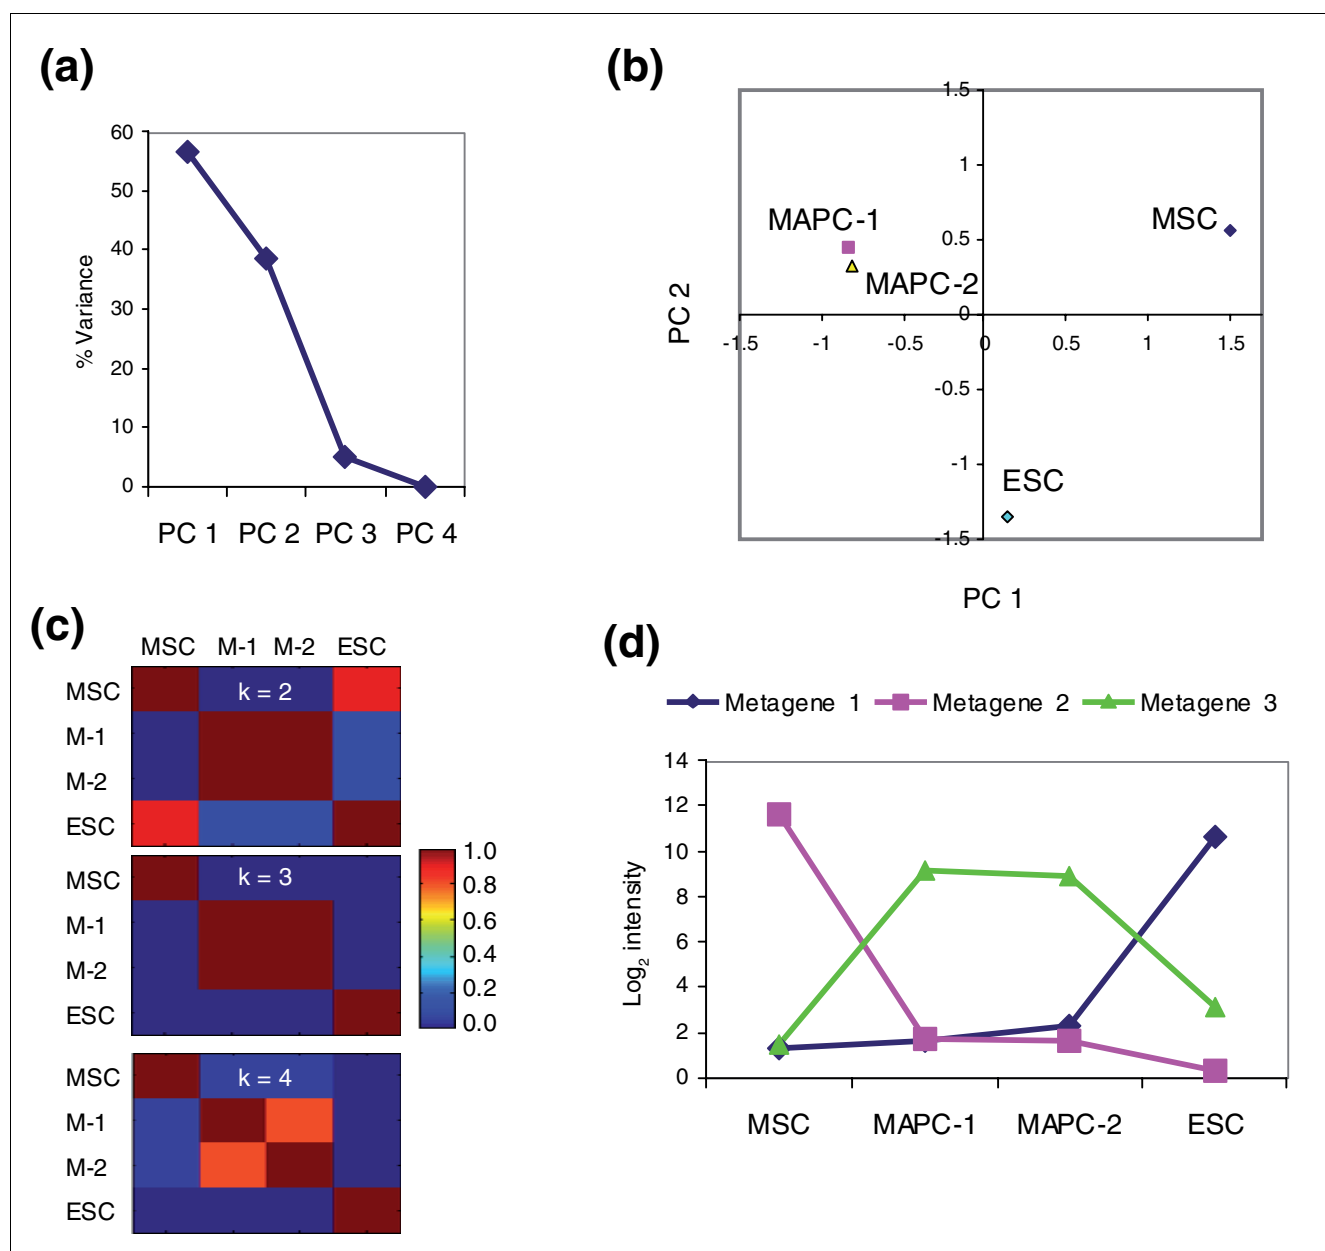 (a)
60
50
40
30
20
10
0
% Variance
PC 1 PC 2 PC 3 PC 4
(b)
1.5
1
0.5
0
-0.5
-1
-1.5
-1.5 -1 -0.5 0 0.5 1 1.5
MAPC-1
MAPC-2
MSC
ESC
PC 2
PC 1
(c)
MSC M-1 M-2 ESC
MSC
M-1
M-2
ESC
k = 2
MSC
M-1
M-2
ESC
k = 3
MSC
M-1
M-2
ESC
k = 4
1.0
0.8
0.6
0.4
0.2
0.0
(d)
Metagene 1 Metagene 2 Metagene 3
14
12
10
8
6
4
2
0
Log2 intensity
MSC MAPC-1 MAPC-2 ESC